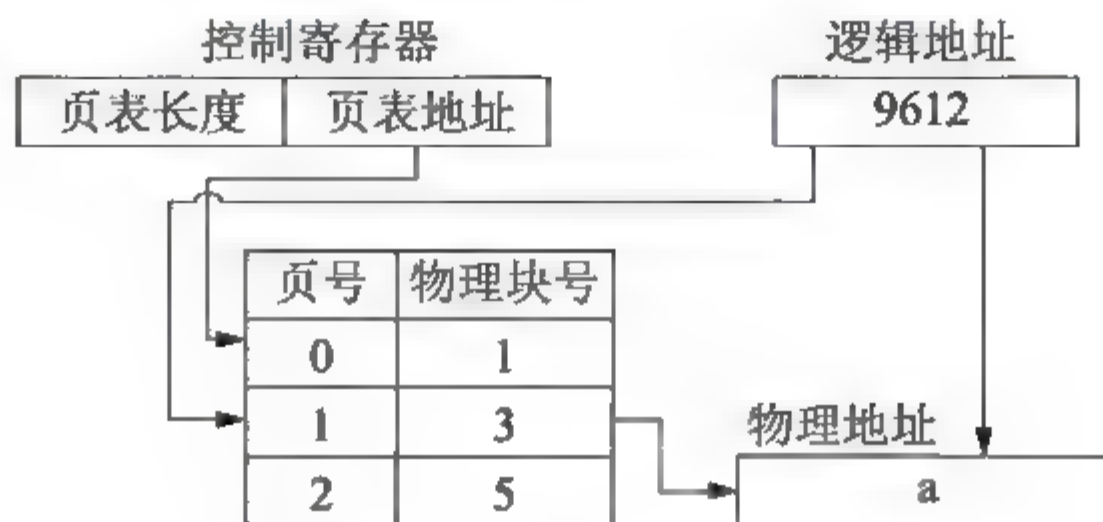 控制寄存器 逻辑地址
页表长度 页表地址 9612
页号 物理块号
0 1
1 3
物理地址
2 5 a